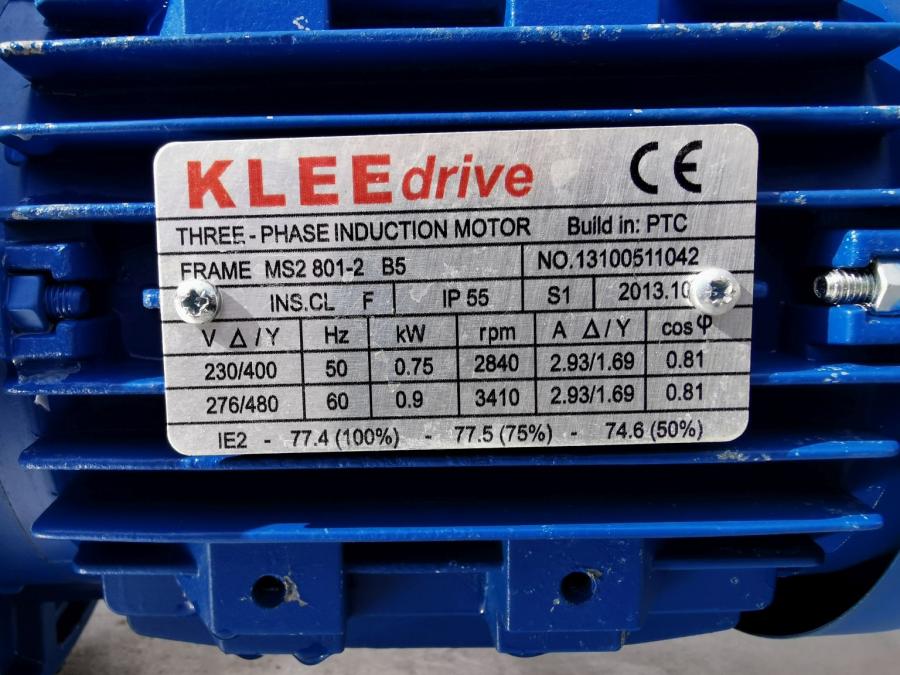 KLEEdrive CE
THREE - PHASE INDUCTION MOTOR Build in: PTC
FRAME MS2 801-2 B5 NO.13100511042
INS.CL F IP 55 S1 2013.10
V Δ / Y Hz kW rpm A Δ / Y cosφ
230/400 50 0.75 2840 2.93/1.69 0.81
276/480 60 0.9 3410 2.93/1.69 0.81
IE2 - 77.4 (100%) - 77.5 (75%) - 74.6 (50%)